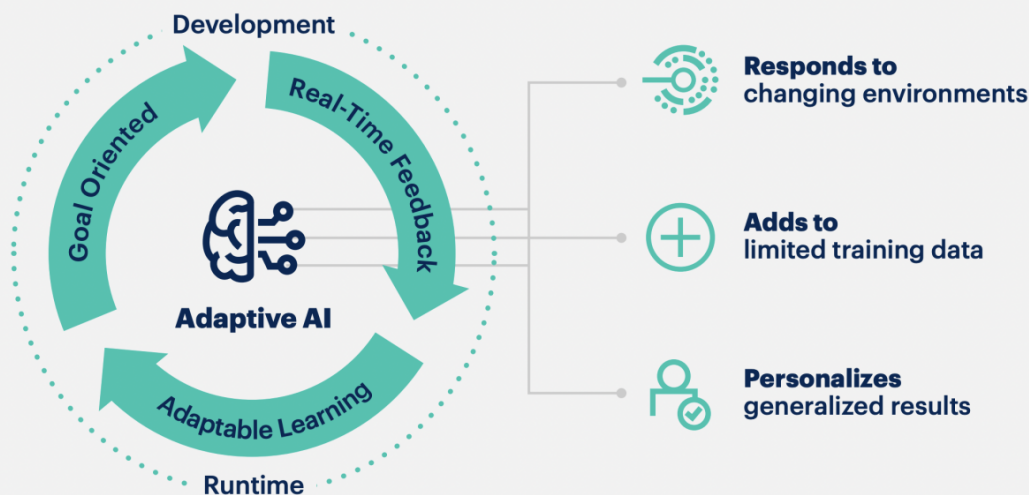 Development
Goal Oriented
Real-Time Feedback
Adaptable Learning
Adaptive AI
Runtime
Responds to
changing environments
Adds to
limited training data
Personalizes
generalized results